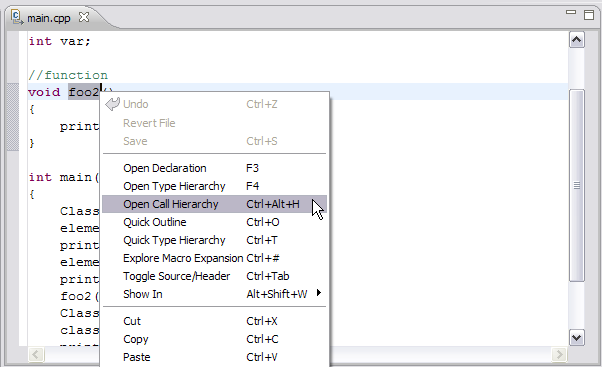 main.cpp
int var;
//function
void foo2()
{
Undo Ctrl+Z
Revert File
print
Save Ctrl+S
}
Open Declaration F3
int main(
Open Type Hierarchy F4
{
Open Call Hierarchy Ctrl+Alt+H
Class
Quick Outline Ctrl+O
eleme
Quick Type Hierarchy Ctrl+T
print
Explore Macro Expansion Ctrl+#
eleme
Toggle Source/Header Ctrl+Tab
print
Show In Alt+Shift+W
foo2(
Class
Cut Ctrl+X
class
Copy Ctrl+C
print
Paste Ctrl+V